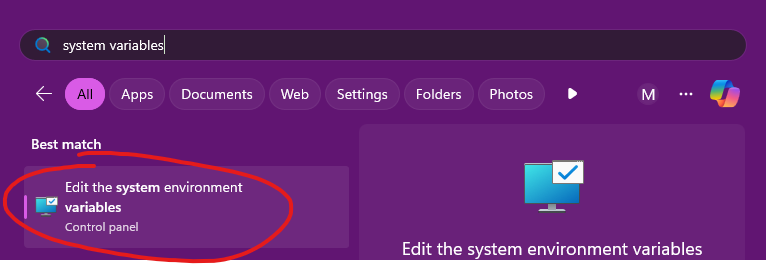 system variables
All Apps Documents Web Settings Folders Photos M
Best match
Edit the system environment
variables
Control panel
Edit the system environment variables